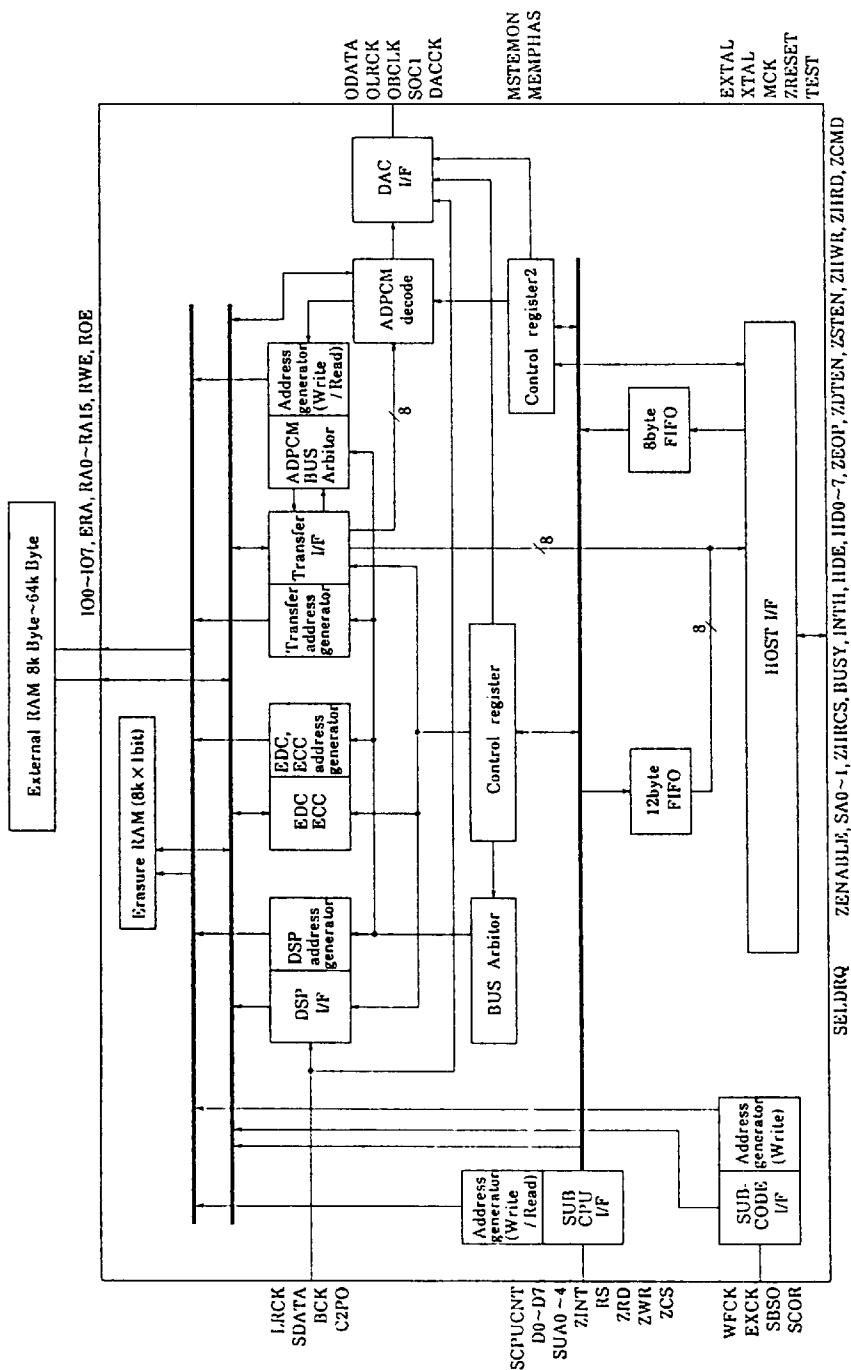 External RAM 8k Byte~64k Byte
IO0~IO7, ERA, RA0~RA15, RWE, ROE
Erasure RAM (8k×1bit)
LRCK
SDATA
BCK
C2PO
DSP
I/F
DSP
address
generator
EDC
ECC
EDC,
ECC
address
generator
Transfer
address
generator
Transfer
I/F
ADPCM
BUS
Arbitor
Address
generator
(Write
/ Read)
ADPCM
decode
DAC
I/F
ODATA
OLRCK
OBCLK
SOC1
DACCK
8
BUS Arbitor
Control register
Control register2
MSTEMON
MEMPHAS
SCPUCNT
D0~D7
SUA0~4
ZINT
RS
ZRD
ZWR
ZCS
Address
generator
(Write
/ Read)
SUB
CPU
I/F
12byte
FIFO
8
8
8byte
FIFO
WFCK
EXCK
SBSO
SCOR
SUB-
CODE
I/F
Address
generator
(Write)
HOST I/F
EXTAL
XTAL
MCK
ZRESET
TEST
SELDRQ
ZENABLE, SA0~1, ZHRCS, BUSY, INTH, HDE, HD0~7, ZEOP, ZDTEN, ZSTEN, ZHWR, ZHRD, ZCMD